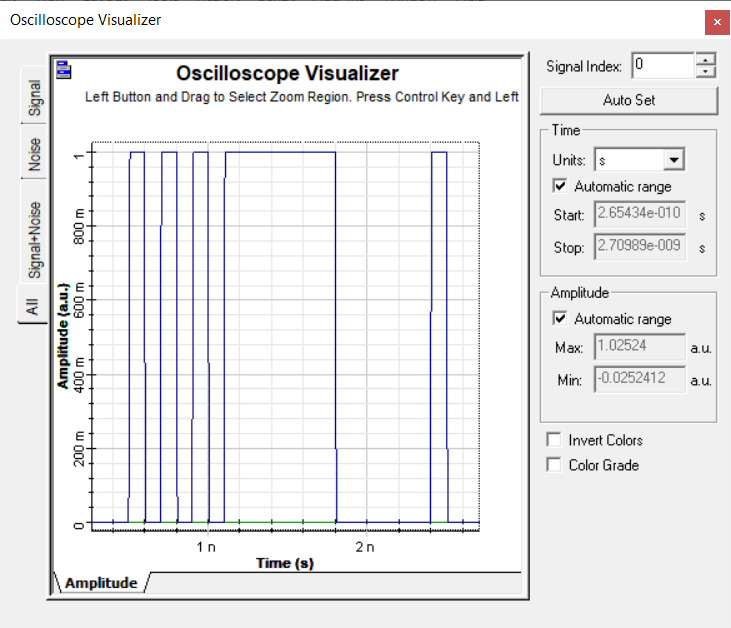 Oscilloscope Visualizer
Signal
Noise
Signal+Noise
All
Oscilloscope Visualizer
Left Button and Drag to Select Zoom Region. Press Control Key and Left
Amplitude (a.u.)
1
800 m
600 m
400 m
200 m
0
1 n
2 n
Time (s)
Amplitude
Signal Index: 0
Auto Set
Time
Units: s
Automatic range
Start: 2.65434e-010 s
Stop: 2.70989e-009 s
Amplitude
Automatic range
Max: 1.02524 a.u.
Min: -0.0252412 a.u.
Invert Colors
Color Grade